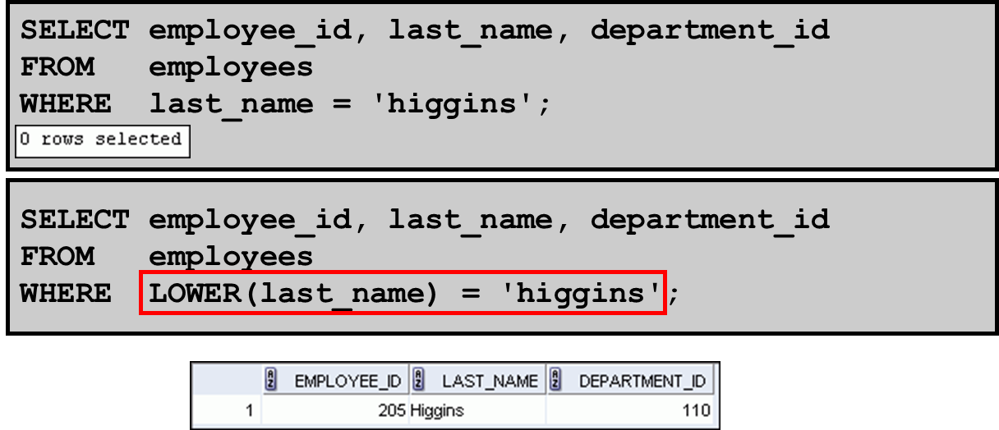 SELECT employee_id, last_name, department_id
FROM   employees
WHERE  last_name = 'higgins';
0 rows selected
SELECT employee_id, last_name, department_id
FROM   employees
WHERE  LOWER(last_name) = 'higgins';
EMPLOYEE_ID LAST_NAME DEPARTMENT_ID
1 205 Higgins 110